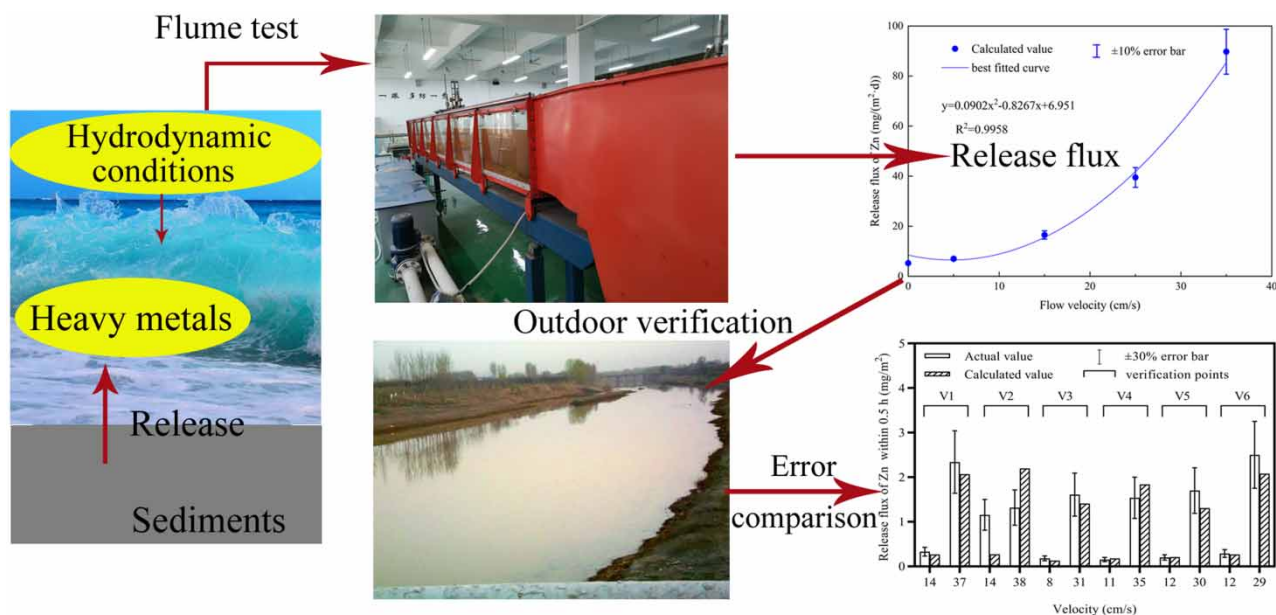 Flume test
Hydrodynamic
conditions
Heavy metals
Release
Sediments
Outdoor verification
Error
comparison
Release flux
Calculated value
±10% error bar
best fitted curve
y=0.0902x²-0.8267x+6.951
R²=0.9958
Release flux of Zn (mg/(m²·d))
100
80
60
40
20
0
0 10 20 30 40
Flow velocity (cm/s)
Actual value
±30% error bar
Calculated value
verification points
V1 V2 V3 V4 V5 V6
Release flux of Zn within 0.5 h (mg/m²)
5
4
3
2
1
0
14 37 14 38 8 31 11 35 12 30 12 29
Velocity (cm/s)